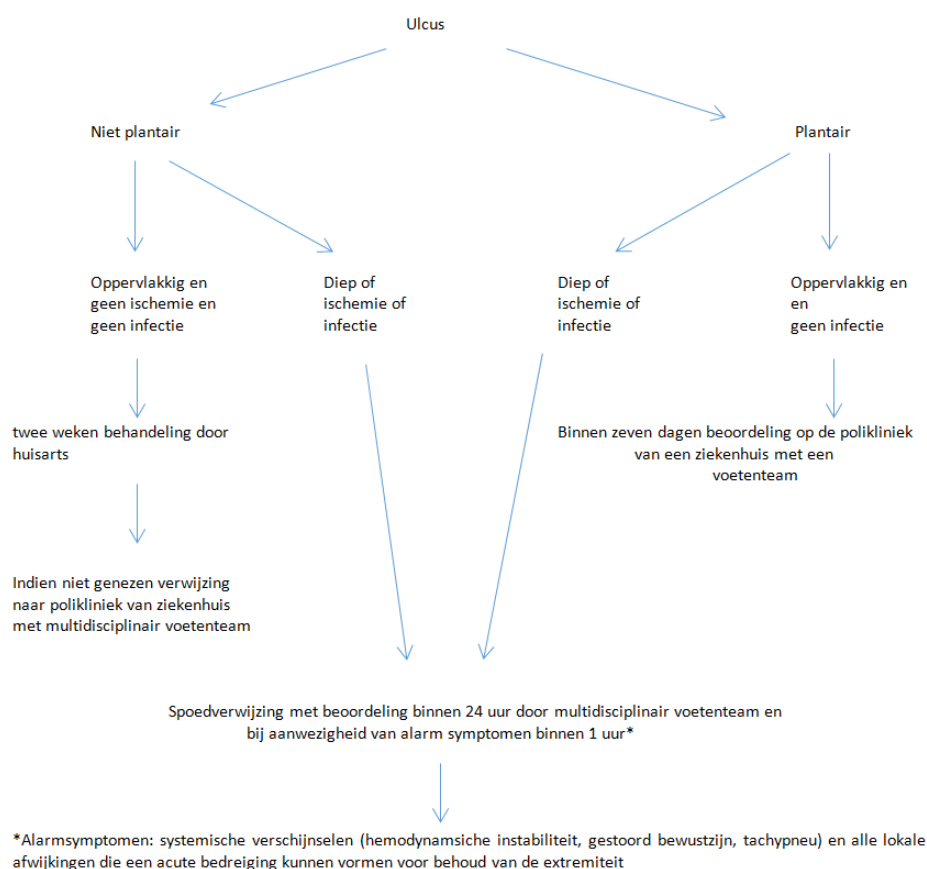 Ulcus
Niet plantair
Plantair
Oppervlakkig en
geen ischemie en
geen infectie
Diep of
ischemie of
infectie
Diep of
ischemie of
infectie
Oppervlakkig en
en
geen infectie
twee weken behandeling door
huisarts
Binnen zeven dagen beoordeling op de polikliniek
van een ziekenhuis met een
voetenteam
Indien niet genezen verwijzing
naar polikliniek van ziekenhuis
met multidisciplinair voetenteam
Spoedverwijzing met beoordeling binnen 24 uur door multidisciplinair voetenteam en
bij aanwezigheid van alarm symptomen binnen 1 uur*
*Alarmsymptomen: systemische verschijnselen (hemodynamsiche instabiliteit, gestoord bewustzijn, tachypneu) en alle lokale
afwijkingen die een acute bedreiging kunnen vormen voor behoud van de extremiteit